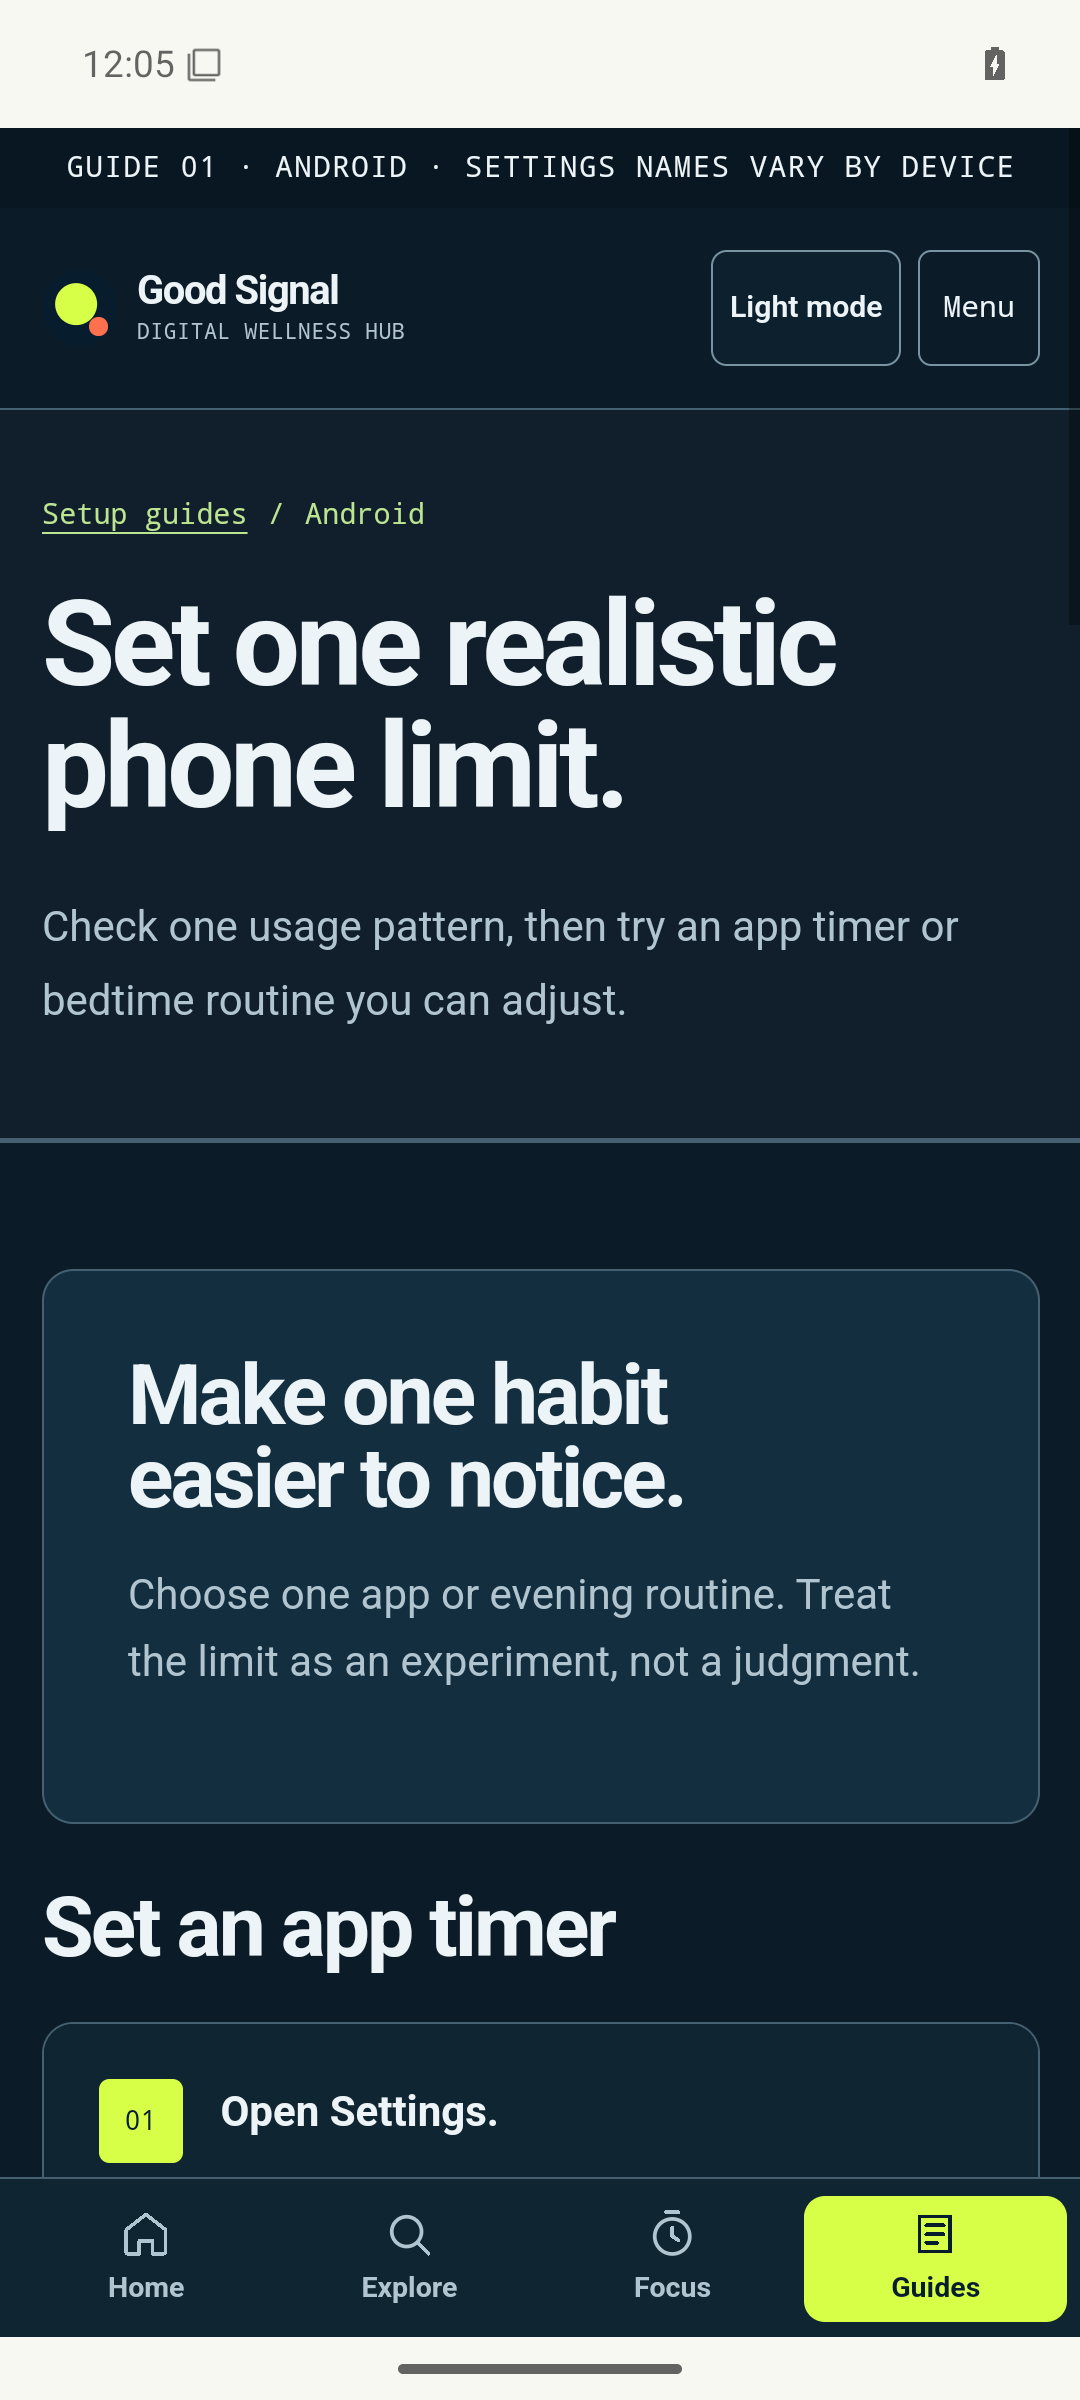 12:05
GUIDE 01 · ANDROID · SETTINGS NAMES VARY BY DEVICE
Good Signal
DIGITAL WELLNESS HUB
Light mode
Menu
Setup guides / Android
Set one realistic
phone limit.
Check one usage pattern, then try an app timer or
bedtime routine you can adjust.
Make one habit
easier to notice.
Choose one app or evening routine. Treat
the limit as an experiment, not a judgment.
Set an app timer
01
Open Settings.
Home
Explore
Focus
Guides